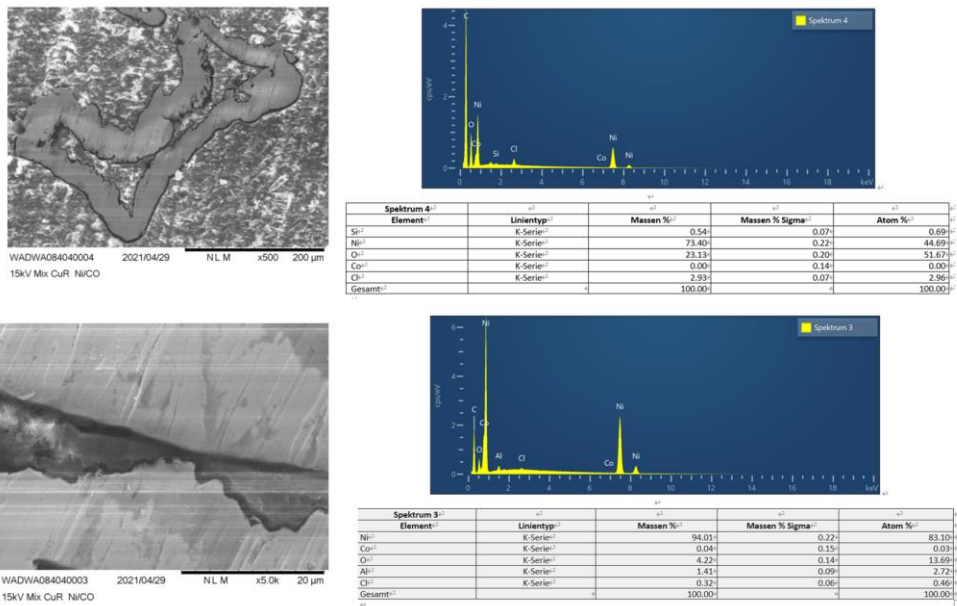 WADWA084040004 2021/04/29 NL M x500 200 µm
15kV Mix CuR Ni/CO
Spektrum 4
cps/eV
4
0
C
O
Co
Ni
Si
Cl
Co
Ni
Ni
0 2 4 6 8 10 12 14 16 18 keV
Spektrum 4
Element Linientyp Massen % Massen % Sigma Atom %
Si K-Serie 0.54 0.07 0.69
Ni K-Serie 73.40 0.22 44.69
O K-Serie 23.13 0.20 51.67
Co K-Serie 0.00 0.14 0.00
Cl K-Serie 2.93 0.07 2.96
Gesamt 100.00 100.00
WADWA084040003 2021/04/29 NL M x5.0k 20 µm
15kV Mix CuR Ni/CO
Spektrum 3
cps/eV
6
4
2
0
C
O
Co
Ni
Al
Cl
Co
Ni
Ni
0 2 4 6 8 10 12 14 16 18 keV
Spektrum 3
Element Linientyp Massen % Massen % Sigma Atom %
Ni K-Serie 94.01 0.22 83.10
Co K-Serie 0.04 0.15 0.03
O K-Serie 4.22 0.14 13.69
Al K-Serie 1.41 0.09 2.72
Cl K-Serie 0.32 0.06 0.46
Gesamt 100.00 100.00